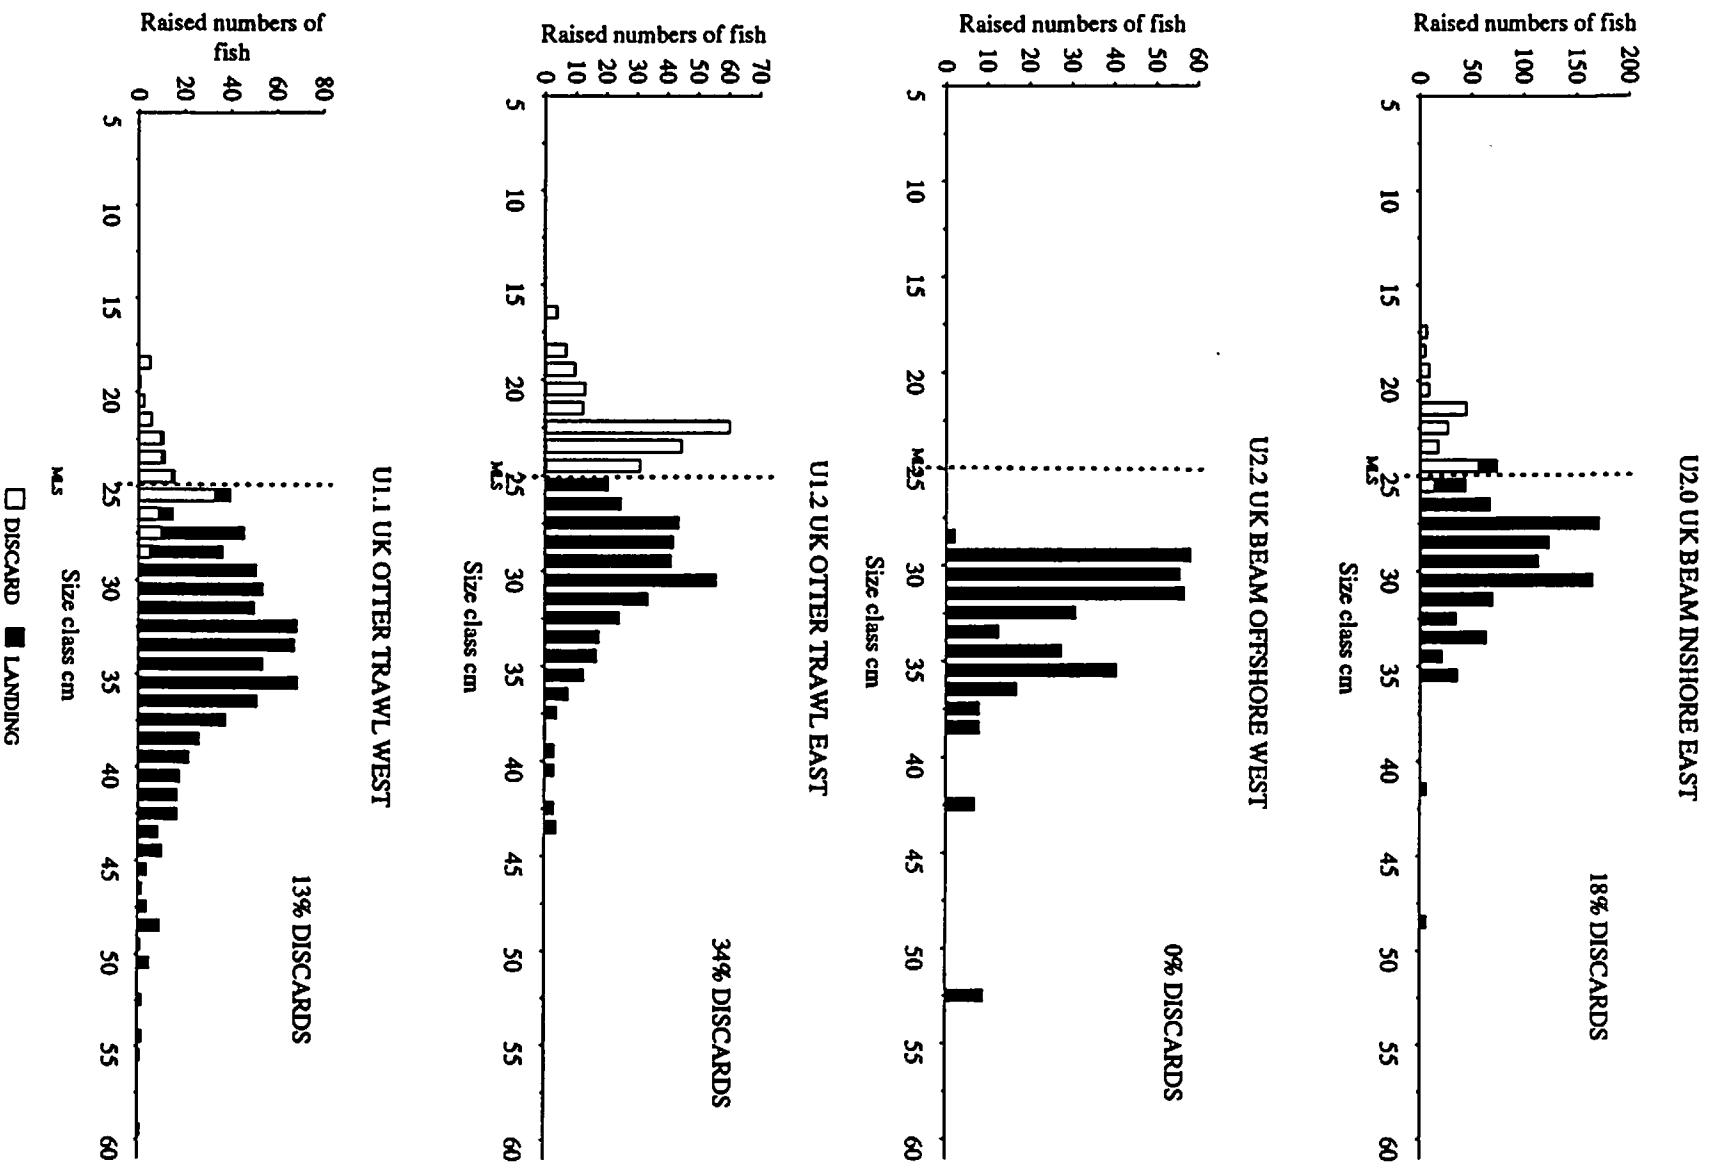 U2.0 UK BEAM INSHORE EAST
Raised numbers of fish
200
150
100
50
0
18% DISCARDS
5 10 15 20 25 30 35 40 45 50 55 60
MLS
Size class cm
U2.2 UK BEAM OFFSHORE WEST
Raised numbers of fish
60
50
40
30
20
10
0
0% DISCARDS
5 10 15 20 25 30 35 40 45 50 55 60
MLS
Size class cm
U1.2 UK OTTER TRAWL EAST
Raised numbers of fish
70
60
50
40
30
20
10
0
34% DISCARDS
5 10 15 20 25 30 35 40 45 50 55 60
MLS
Size class cm
U1.1 UK OTTER TRAWL WEST
Raised numbers of
fish
80
60
40
20
0
13% DISCARDS
5 10 15 20 25 30 35 40 45 50 55 60
MLS
Size class cm
DISCARD LANDING